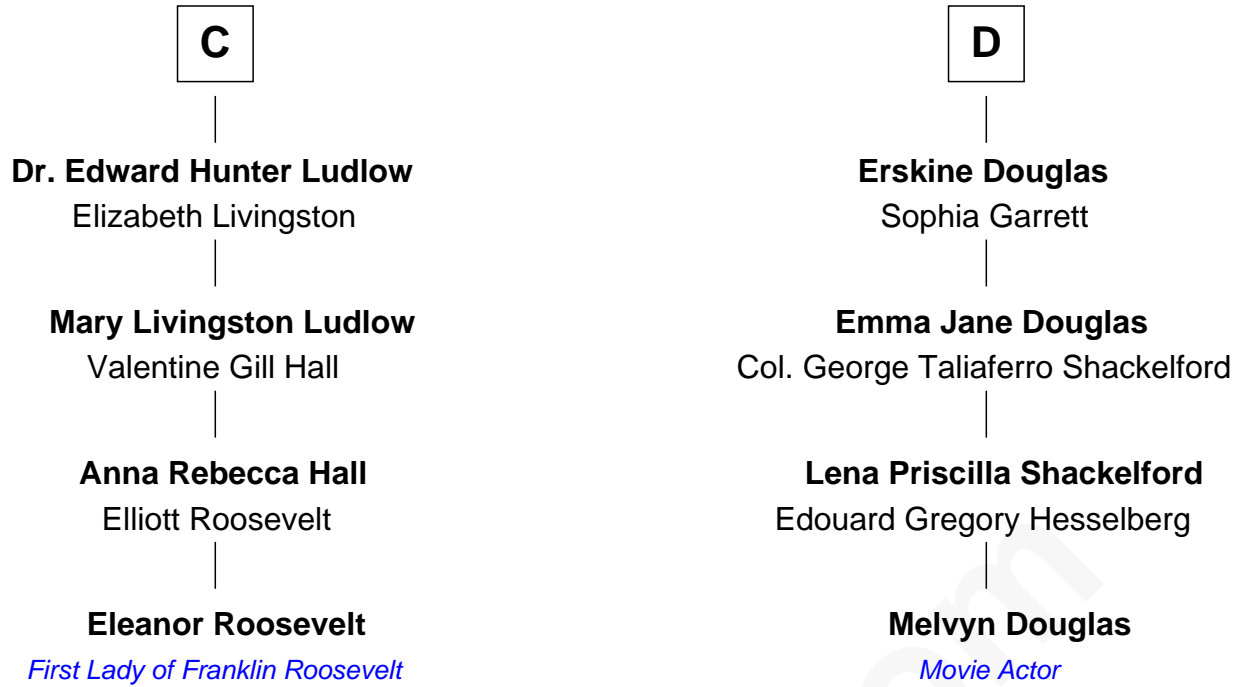 C
Dr. Edward Hunter Ludlow
Elizabeth Livingston
Mary Livingston Ludlow
Valentine Gill Hall
Anna Rebecca Hall
Elliott Roosevelt
Eleanor Roosevelt
First Lady of Franklin Roosevelt
D
Erskine Douglas
Sophia Garrett
Emma Jane Douglas
Col. George Taliaferro Shackelford
Lena Priscilla Shackelford
Edouard Gregory Hesselberg
Melvyn Douglas
Movie Actor